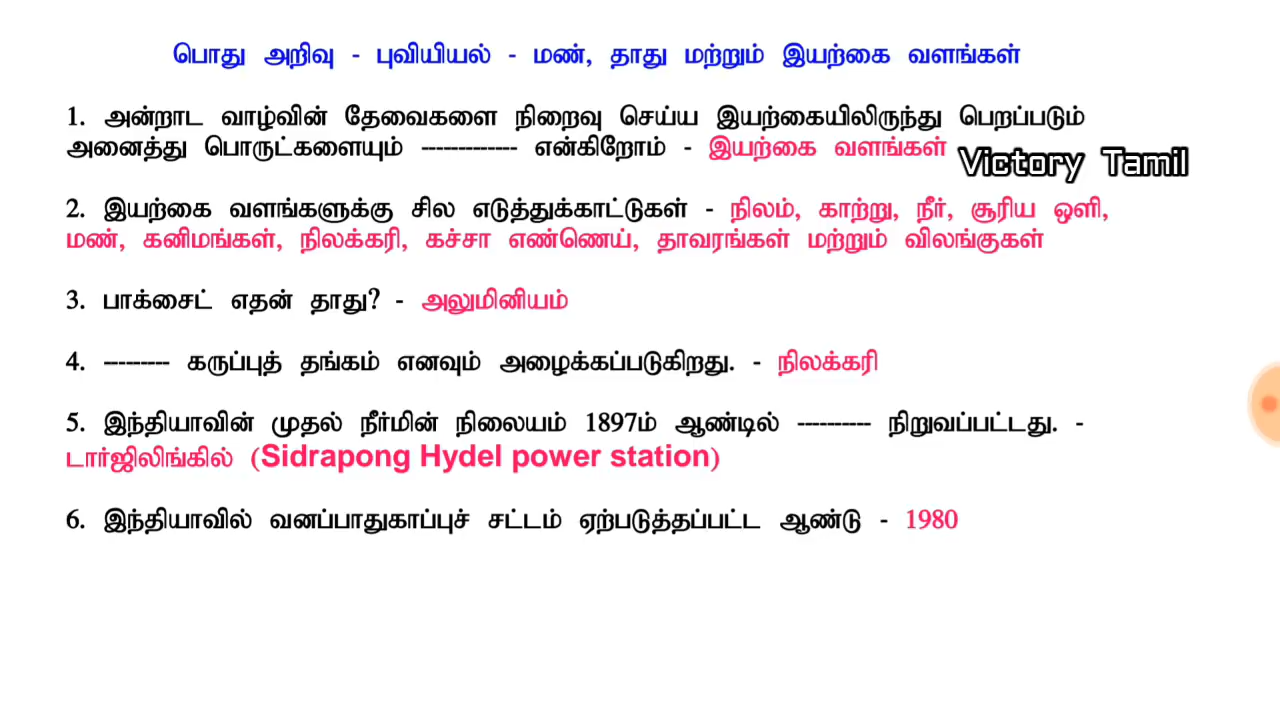 பொது அறிவு - புவியியல் - மண், தாது மற்றும் இயற்கை வளங்கள்
1. அன்றாட வாழ்வின் தேவைகளை நிறைவு செய்ய இயற்கையிலிருந்து பெறப்படும்
அனைத்து பொருட்களையும் ------------- என்கிறோம் - இயற்கை வளங்கள்
Victory Tamil
2. இயற்கை வளங்களுக்கு சில எடுத்துக்காட்டுகள் - நிலம், காற்று, நீர், சூரிய ஒளி,
மண், கனிமங்கள், நிலக்கரி, கச்சா எண்ணெய், தாவரங்கள் மற்றும் விலங்குகள்
3. பாக்சைட் எதன் தாது? - அலுமினியம்
4. --------- கருப்புத் தங்கம் எனவும் அழைக்கப்படுகிறது. - நிலக்கரி
5. இந்தியாவின் முதல் நீர்மின் நிலையம் 1897ம் ஆண்டில் ---------- நிறுவப்பட்டது. -
டார்ஜிலிங்கில் (Sidrapong Hydel power station)
6. இந்தியாவில் வனப்பாதுகாப்புச் சட்டம் ஏற்படுத்தப்பட்ட ஆண்டு - 1980